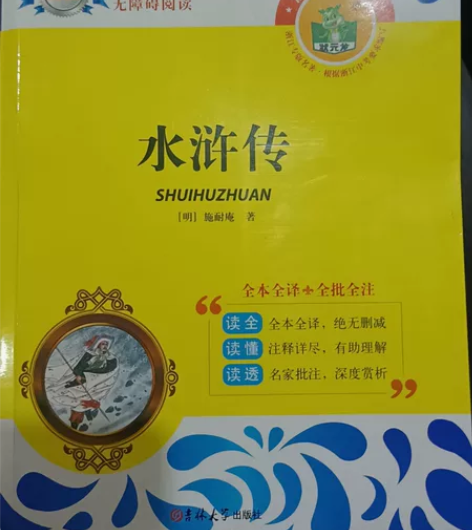 无障碍阅读
状元龙
水浒传
SHUIHUZHUAN
［明］施耐庵 著
全本全译+全批全注
“
读全 全本全译，绝无删减
读懂 注释详尽，有助理解
读透 名家批注，深度赏析
”
吉林大学出版社